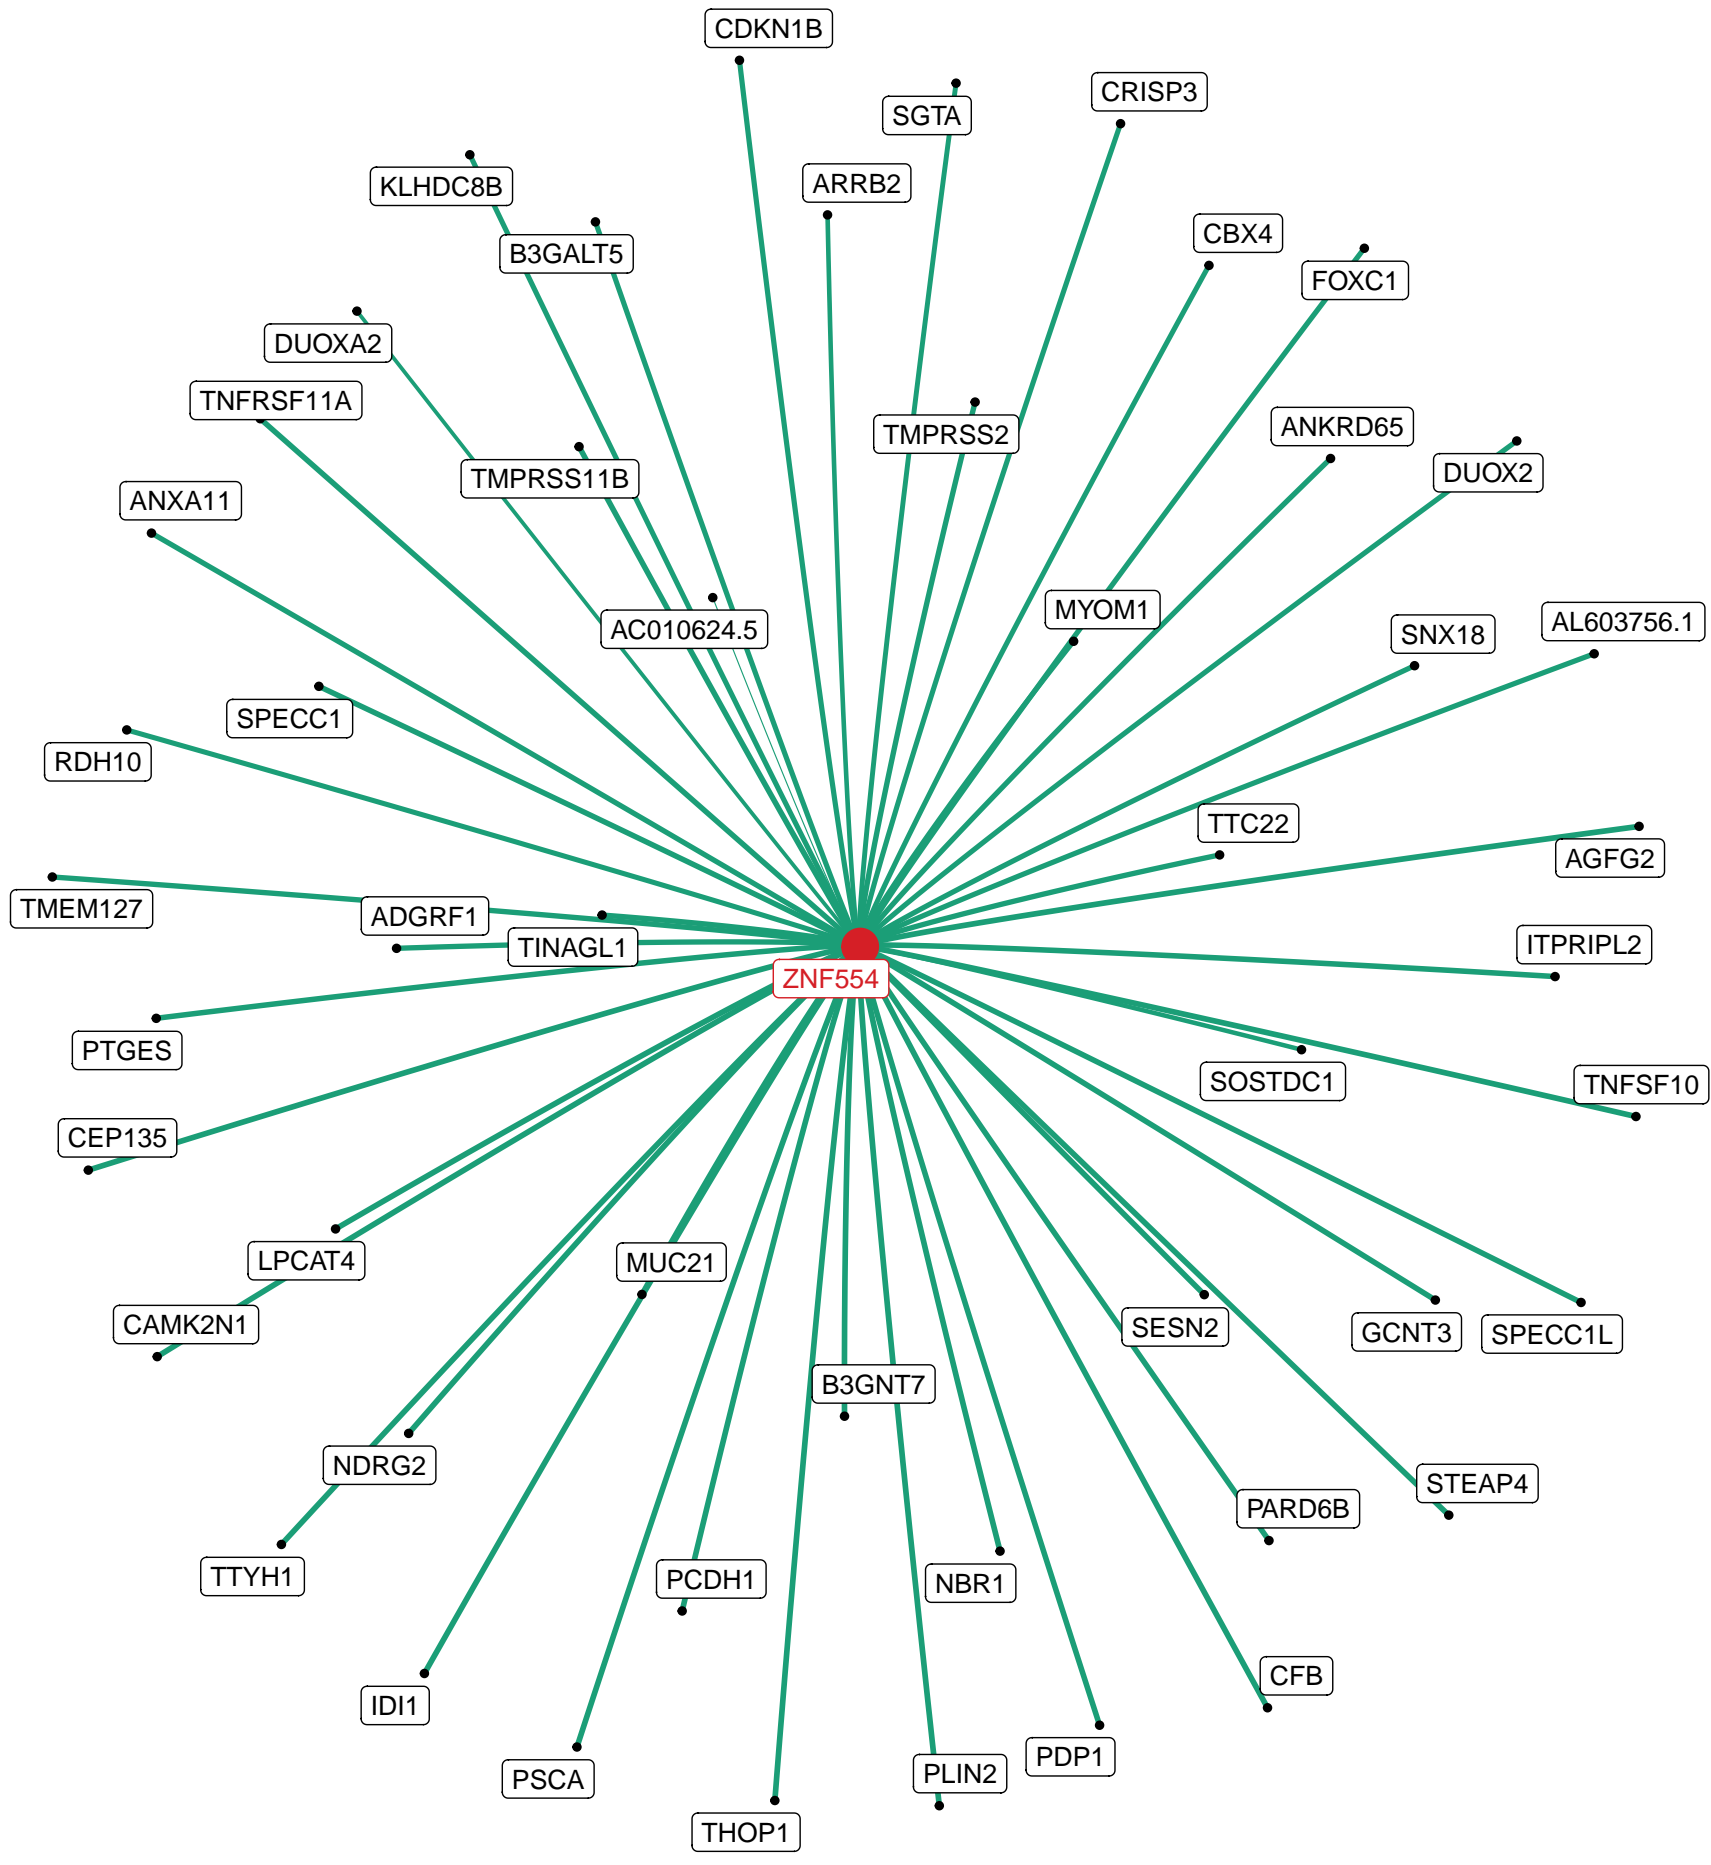 CDKN1B
CRISP3
SGTA
ARRB2
KLHDC8B
CBX4
B3GALT5
FOXC1
DUOXA2
TNFRSF11A
ANKRD65
TMPRSS2
DUOX2
TMPRSS11B
ANXA11
MYOM1
AL603756.1
AC010624.5
SNX18
SPECC1
RDH10
TTC22
AGFG2
TMEM127
ADGRF1
TINAGL1
ITPRIPL2
ZNF554
PTGES
SOSTDC1
TNFSF10
CEP135
LPCAT4
MUC21
CAMK2N1
SESN2
GCNT3
SPECC1L
B3GNT7
NDRG2
STEAP4
PARD6B
TTYH1
PCDH1
NBR1
CFB
IDI1
PDP1
PLIN2
PSCA
THOP1